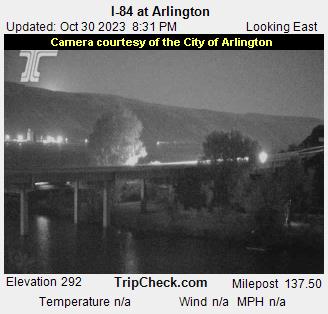 I-84 at Arlington
Updated: Oct 30 2023 8:31 PM Looking East
Camera courtesy of the City of Arlington
Elevation 292 TripCheck.com Milepost 137.50
Temperature n/a Wind n/a MPH n/a